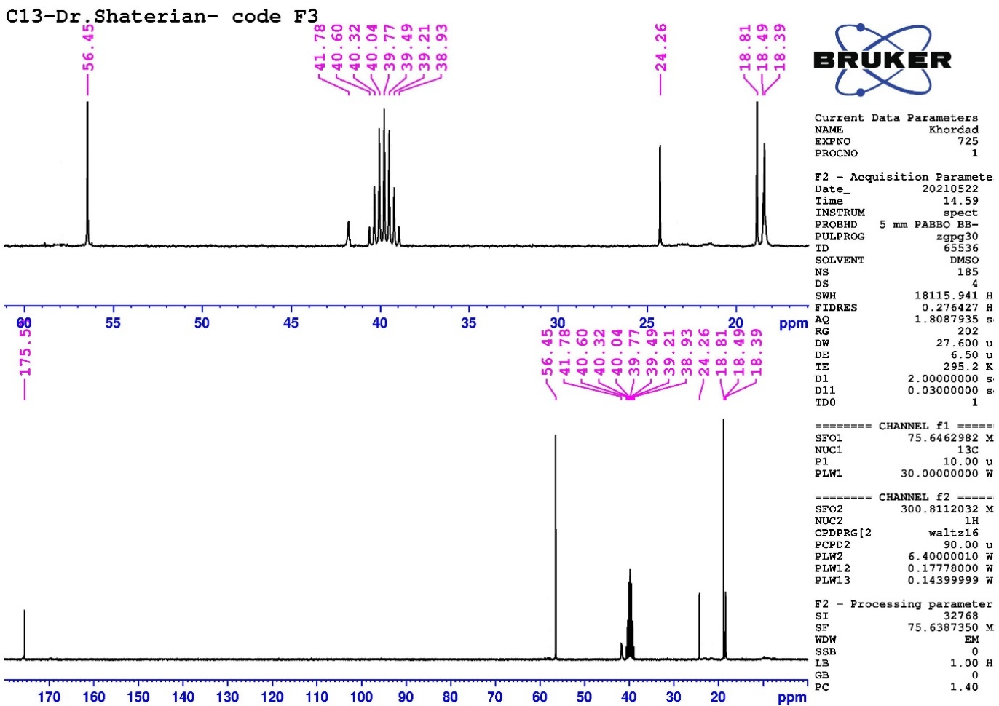 C13-Dr.Shaterian- code F3
56.45
41.78
40.60
40.32
40.04
39.77
39.49
39.21
38.93
24.26
18.81
18.49
18.39
60 55 50 45 40 35 30 25 20 ppm
56.45
41.78
40.60
40.32
40.04
39.77
39.49
39.21
38.93
24.26
18.81
18.49
18.39
170 160 150 140 130 120 110 100 90 80 70 60 50 40 30 20 ppm
BRUKER
Current Data Parameters
NAME Khordad
EXPNO 725
PROCNO 1
F2 - Acquisition Paramete
Date_ 20210522
Time 14.59
INSTRUM spect
PROBHD 5 mm PABBO BB-
PULPROG zgpg30
TD 65536
SOLVENT DMSO
NS 185
DS 4
SWH 18115.941 H
FIDRES 0.276427 H
AQ 1.8087935 s
RG 202
DW 27.600 u
DE 6.50 u
TE 295.2 K
D1 2.00000000 s
D11 0.03000000 s
TD0 1
======== CHANNEL f1 =====
SFO1 75.6462982 M
NUC1 13C
P1 10.00 u
PLW1 30.00000000 W
======== CHANNEL f2 =====
SFO2 300.8112032 M
NUC2 1H
CPDPRG[2 waltz16
PCPD2 90.00 u
PLW2 6.40000010 W
PLW12 0.17778000 W
PLW13 0.14399999 W
F2 - Processing parameter
SI 32768
SF 75.6387350 M
WDW EM
SSB 0
LB 1.00 H
GB 0
PC 1.40